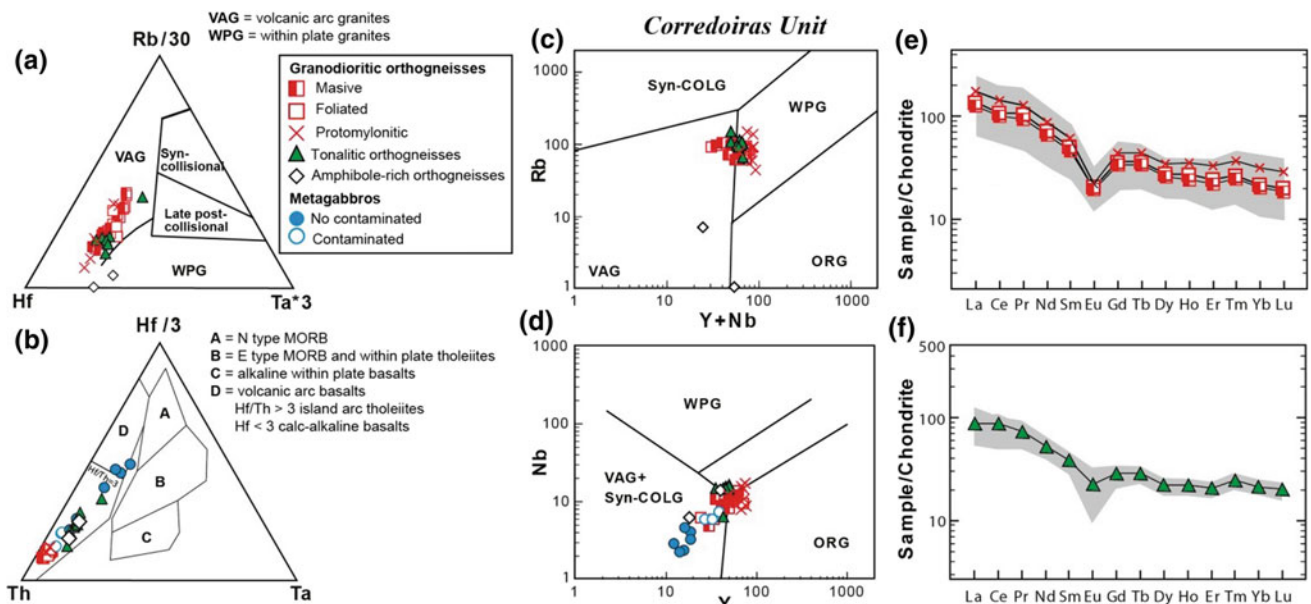 Corredoiras Unit
(a)
VAG = volcanic arc granites
WPG = within plate granites
Rb/30
VAG
Syn-
collisional
Late post-
collisional
WPG
Hf
Ta*3
Granodioritic orthogneisses
Masive
Foliated
Protomylonitic
Tonalitic orthogneisses
Amphibole-rich orthogneisses
Metagabbros
No contaminated
Contaminated
(b)
Hf/3
A = N type MORB
B = E type MORB and within plate tholeiites
C = alkaline within plate basalts
D = volcanic arc basalts
Hf/Th > 3 island arc tholeiites
Hf < 3 calc-alkaline basalts
A
D
Hf/Th=3
B
C
Th
Ta
(c)
1000
100
10
1
Rb
Syn-COLG
WPG
VAG
ORG
1
10
100
1000
Y+Nb
(d)
1000
100
10
1
Nb
WPG
VAG+
Syn-COLG
ORG
1
10
100
1000
Y
(e)
100
10
Sample/Chondrite
La Ce Pr Nd Sm Eu Gd Tb Dy Ho Er Tm Yb Lu
(f)
500
100
10
Sample/Chondrite
La Ce Pr Nd Sm Eu Gd Tb Dy Ho Er Tm Yb Lu